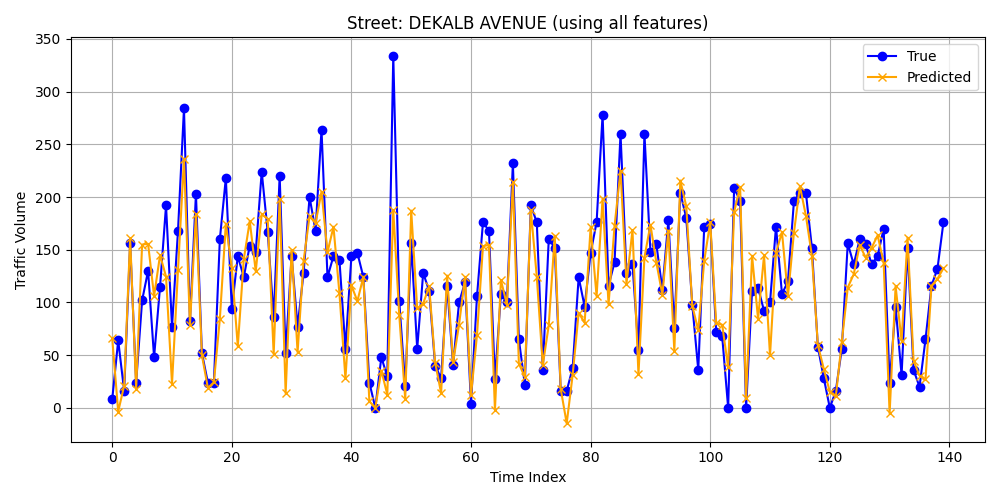 Street: DEKALB AVENUE (using all features)
True
Predicted
Traffic Volume
350
300
250
200
150
100
50
0
0 20 40 60 80 100 120 140
Time Index